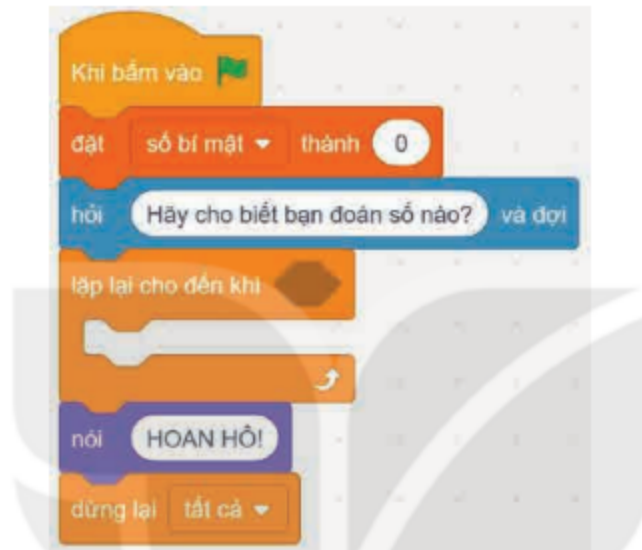 Khi bấm vào
đặt số bí mật thành 0
hỏi Hãy cho biết bạn đoán số nào? và đợi
lặp lại cho đến khi
nói HOAN HÔ!
dừng lại tất cả